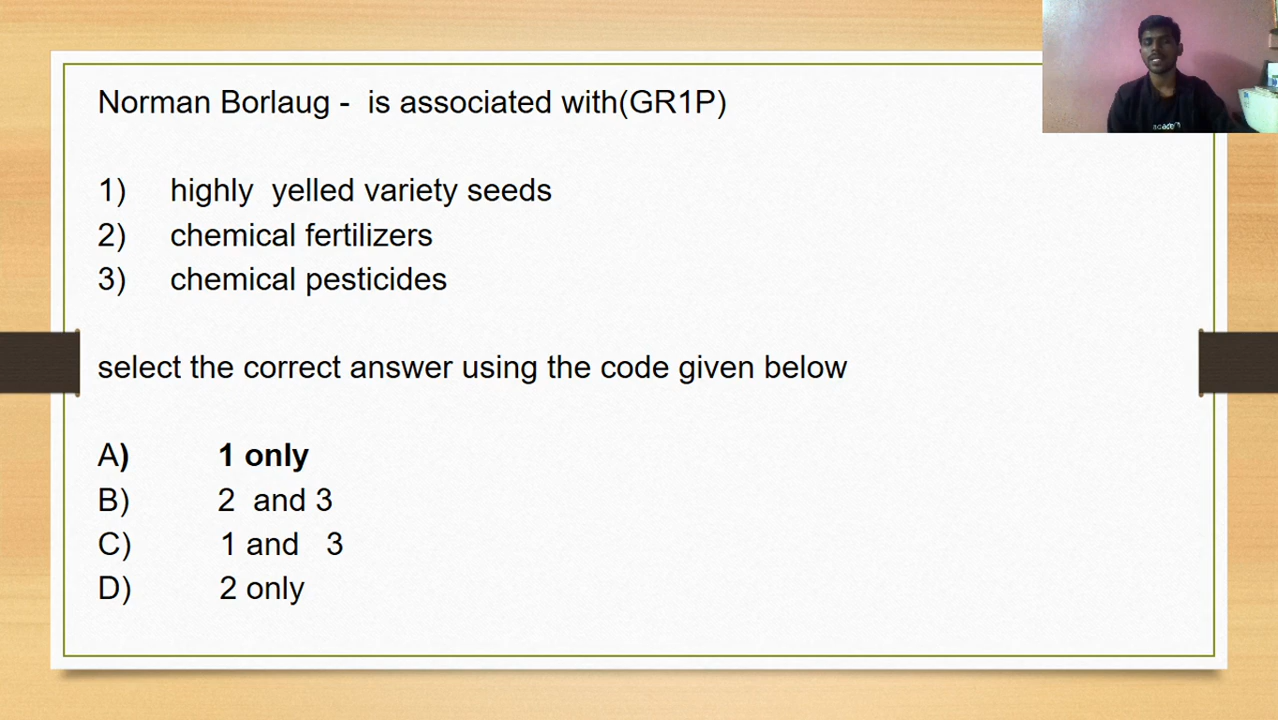 Norman Borlaug - is associated with(GR1P)
1) highly yelled variety seeds
2) chemical fertilizers
3) chemical pesticides
select the correct answer using the code given below
A) 1 only
B) 2 and 3
C) 1 and 3
D) 2 only